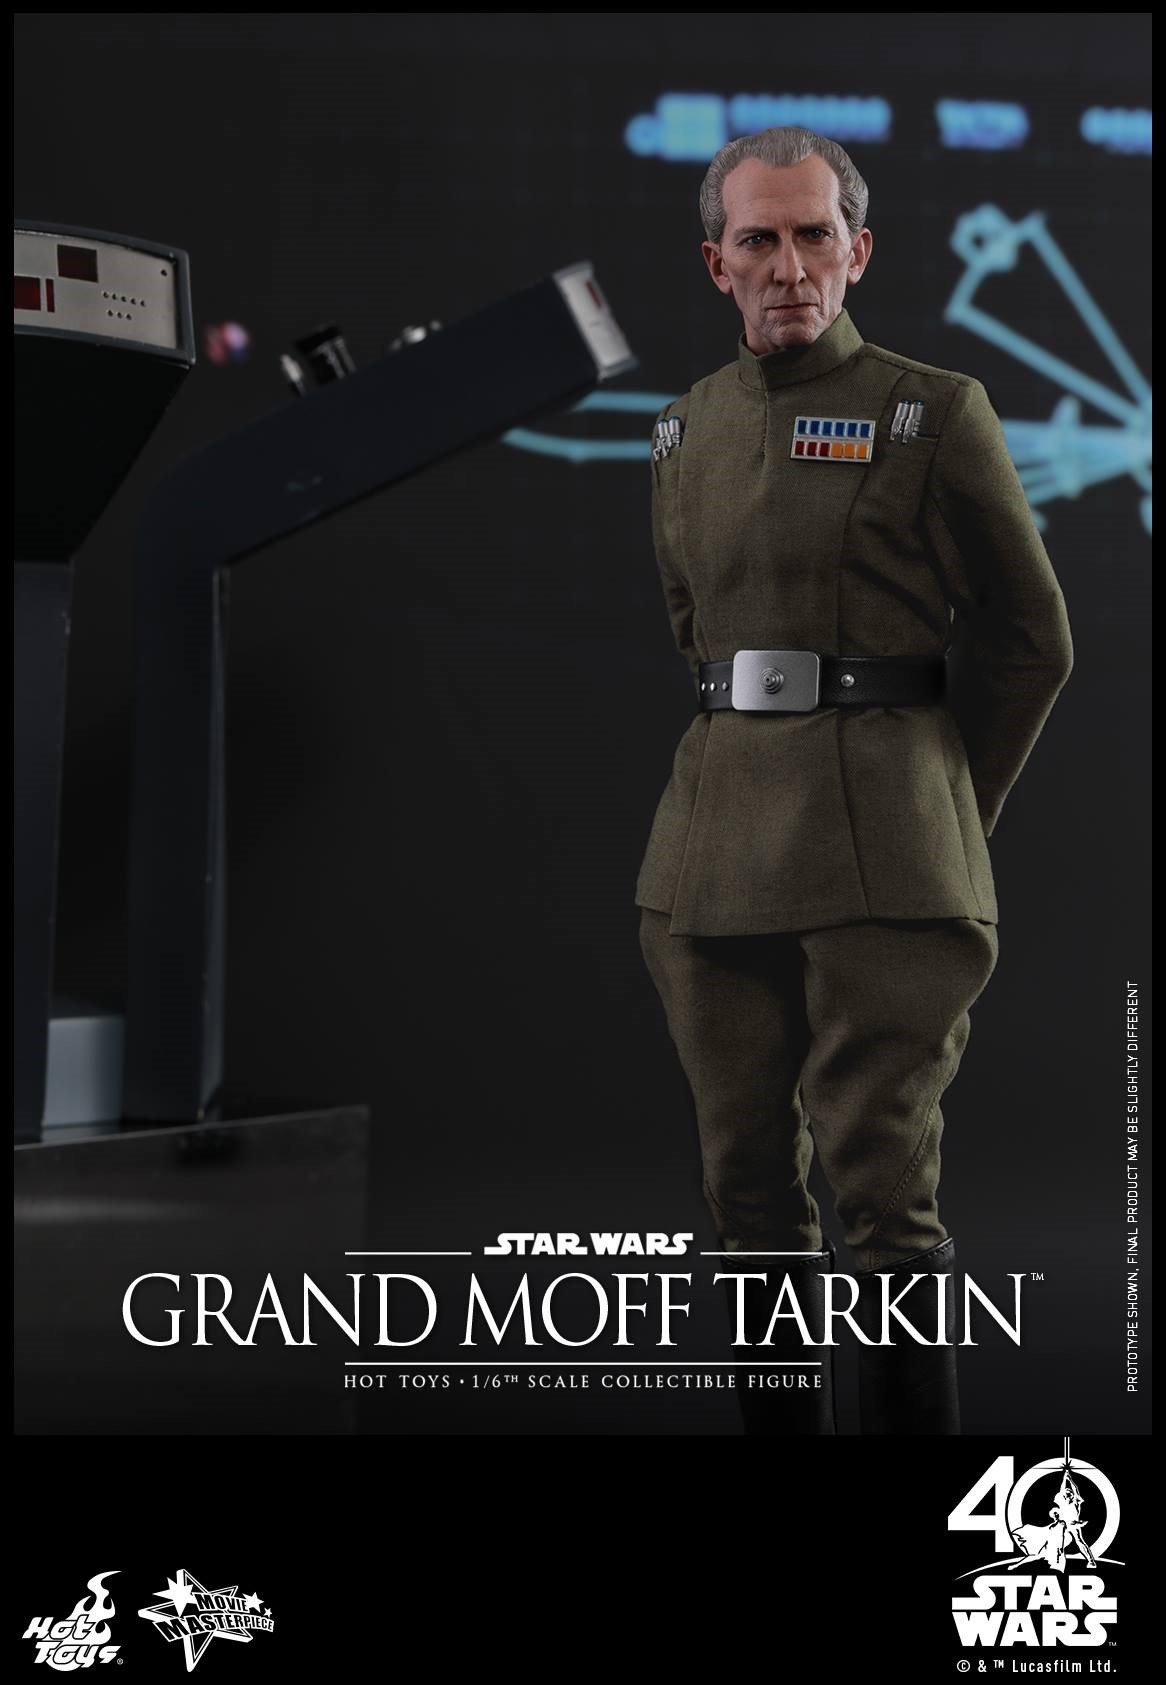 STAR WARS
GRAND MOFF TARKIN™
HOT TOYS • 1/6TH SCALE COLLECTIBLE FIGURE
PROTOTYPE SHOWN, FINAL PRODUCT MAY BE SLIGHTLY DIFFERENT
Hot
Toys®
MOVIE
MASTERPIECE
40
STAR
WARS™
© & ™ Lucasfilm Ltd.